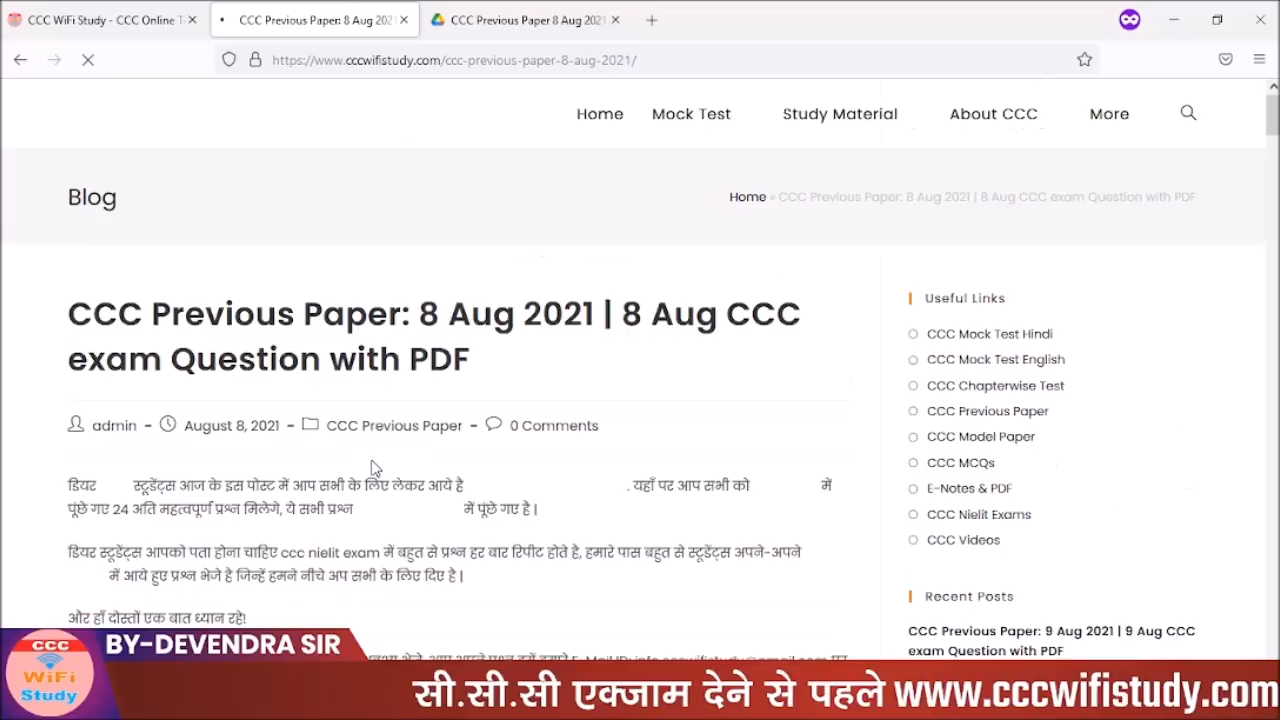 CCC WiFi Study - CCC Online T
CCC Previous Paper: 8 Aug 202
CCC Previous Paper 8 Aug 2021
https://www.cccwifistudy.com/ccc-previous-paper-8-aug-2021/
Home Mock Test Study Material About CCC More
Blog
Home » CCC Previous Paper: 8 Aug 2021 | 8 Aug CCC exam Question with PDF
CCC Previous Paper: 8 Aug 2021 | 8 Aug CCC
exam Question with PDF
admin - August 8, 2021 - CCC Previous Paper - 0 Comments
डियर स्टूडेंट्स आज के इस पोस्ट में आप सभी के लिए लेकर आये है . यहाँ पर आप सभी को में
पूंछे गए 24 अति महत्वपूर्ण प्रश्न मिलेगे, ये सभी प्रश्न में पूंछे गए है |
डियर स्टूडेंट्स आपको पता होना चाहिए ccc nielit exam में बहुत से प्रश्न हर बार रिपीट होते है, हमारे पास बहुत से स्टूडेंट्स अपने-अपने
में आये हुए प्रश्न भेजे है जिन्हें हमने नीचे अप सभी के लिए दिए है |
और हाँ दोस्तों एक बात ध्यान रहे!
Useful Links
CCC Mock Test Hindi
CCC Mock Test English
CCC Chapterwise Test
CCC Previous Paper
CCC Model Paper
CCC MCQs
E-Notes & PDF
CCC Nielit Exams
CCC Videos
Recent Posts
CCC Previous Paper: 9 Aug 2021 | 9 Aug CCC
exam Question with PDF
CCC
WiFi
Study
BY-DEVENDRA SIR
सी.सी.सी एक्जाम देने से पहले www.cccwifistudy.com